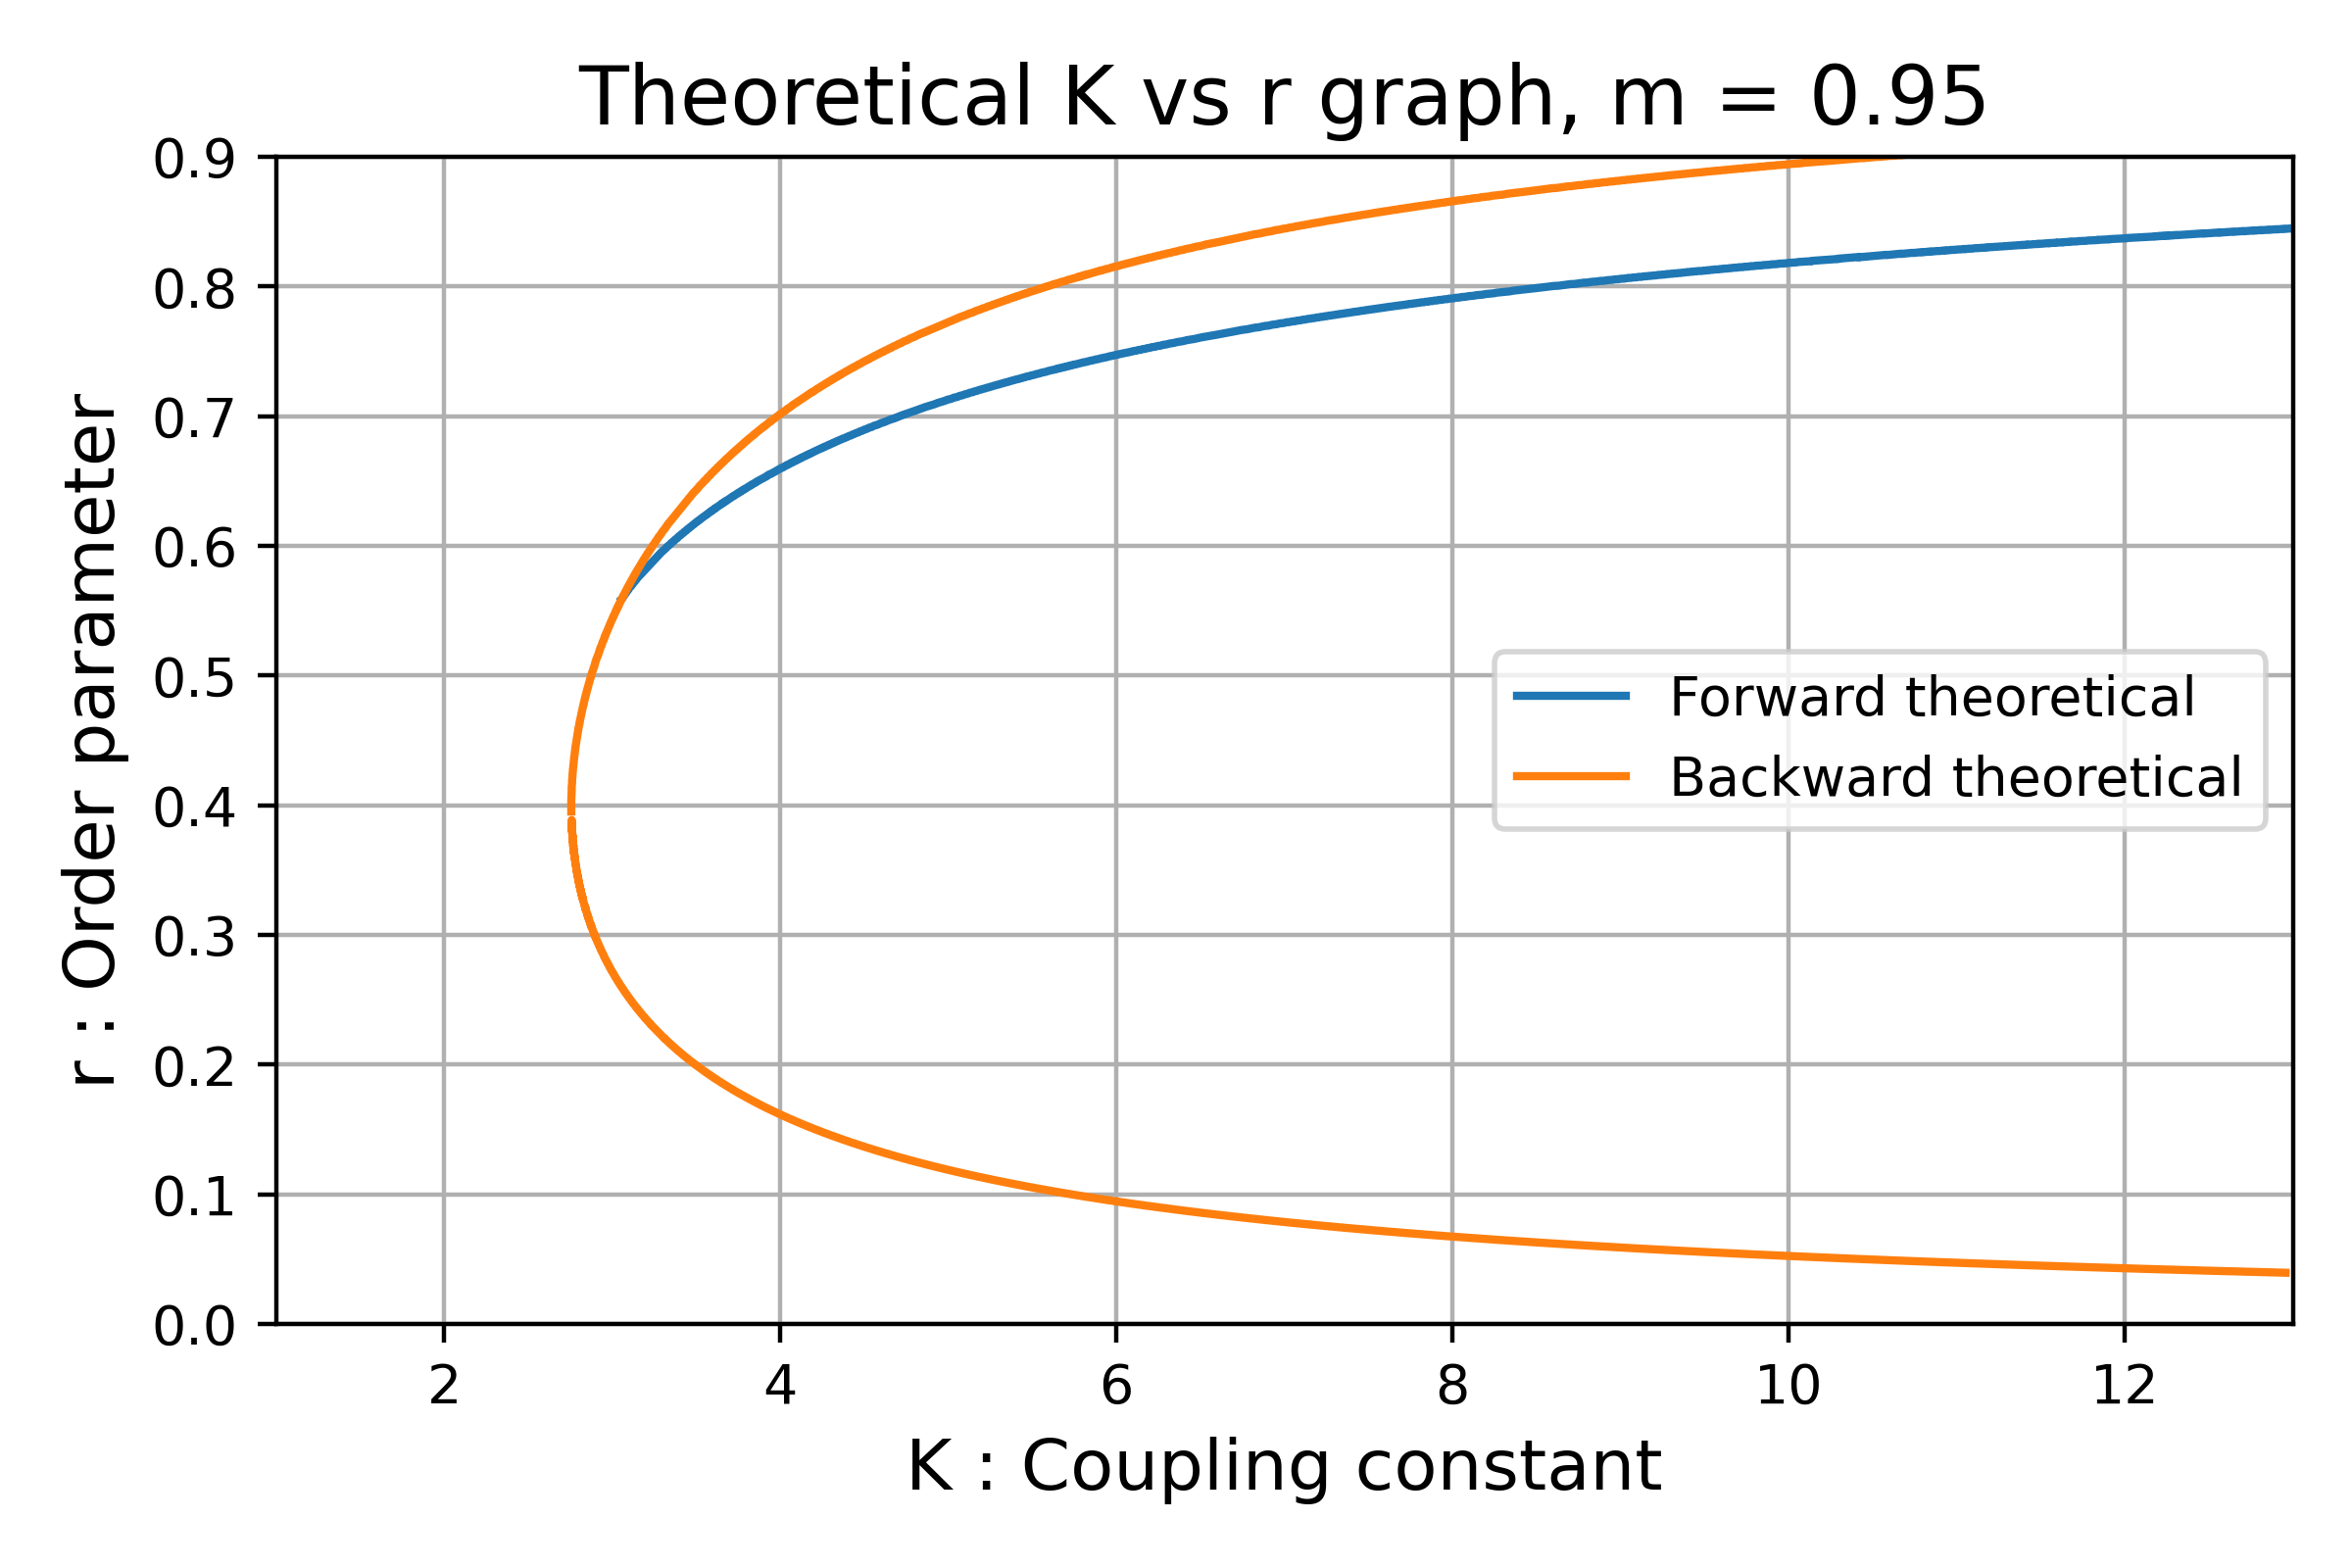 Theoretical K vs r graph, m = 0.95
0.9
0.8
0.7
0.6
0.5
0.4
0.3
0.2
0.1
0.0
r : Order parameter
Forward theoretical
Backward theoretical
2 4 6 8 10 12
K : Coupling constant